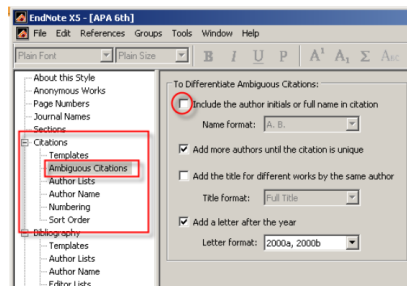 EndNote X5 - [APA 6th]
File Edit References Groups Tools Window Help
Plain Font Plain Size B I U P A¹ A₁ Σ Abc
About this Style
Anonymous Works
Page Numbers
Journal Names
Sections
Citations
Templates
Ambiguous Citations
Author Lists
Author Name
Numbering
Sort Order
Bibliography
Templates
Author Lists
Author Name
Editor Lists
To Differentiate Ambiguous Citations:
Include the author initials or full name in citation
Name format: A. B.
Add more authors until the citation is unique
Add the title for different works by the same author
Title format: Full Title
Add a letter after the year
Letter format: 2000a, 2000b